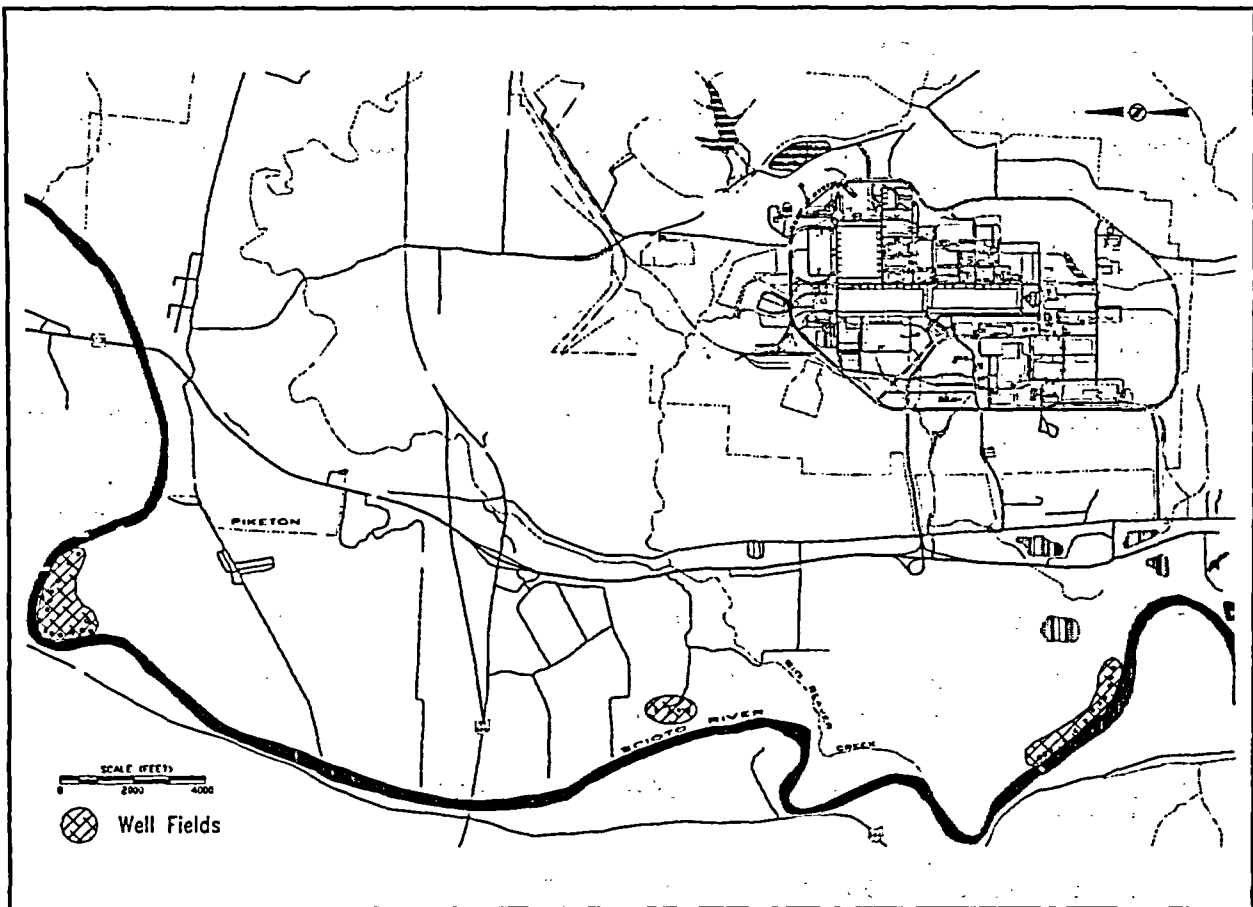 PIKETON
BIG BEAVER
CREEK
SCIOTO RIVER
SCALE (FEET)
0 2000 4000
Well Fields